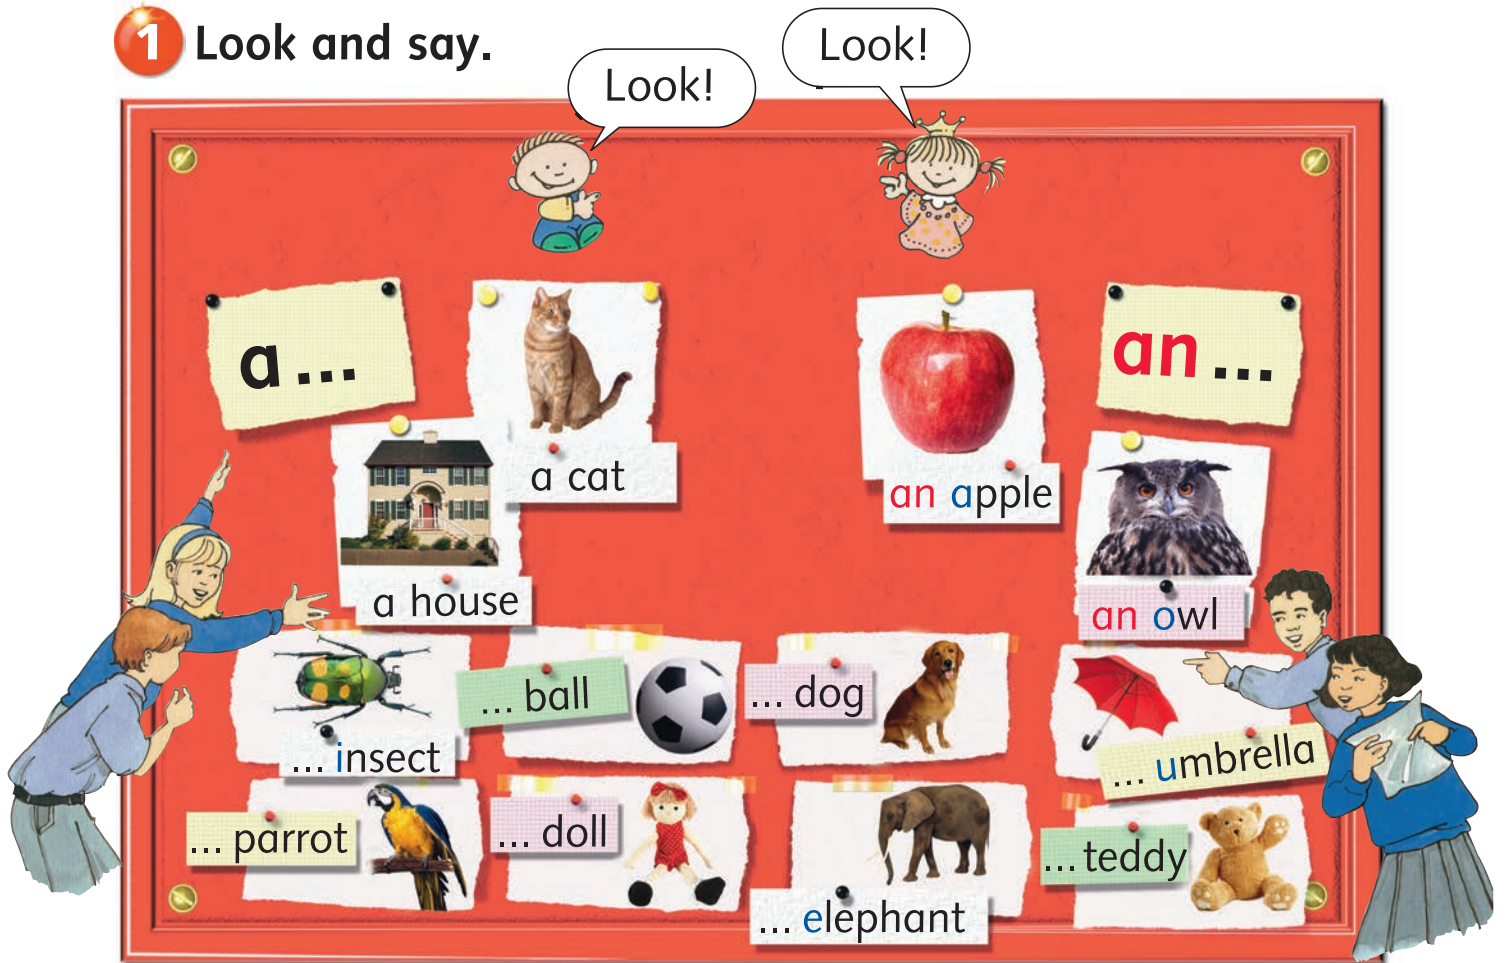 1 Look and say.
Look!
Look!
a...
a cat
an apple
an...
a house
an owl
... insect
... ball
... dog
... umbrella
... parrot
... doll
... elephant
... teddy